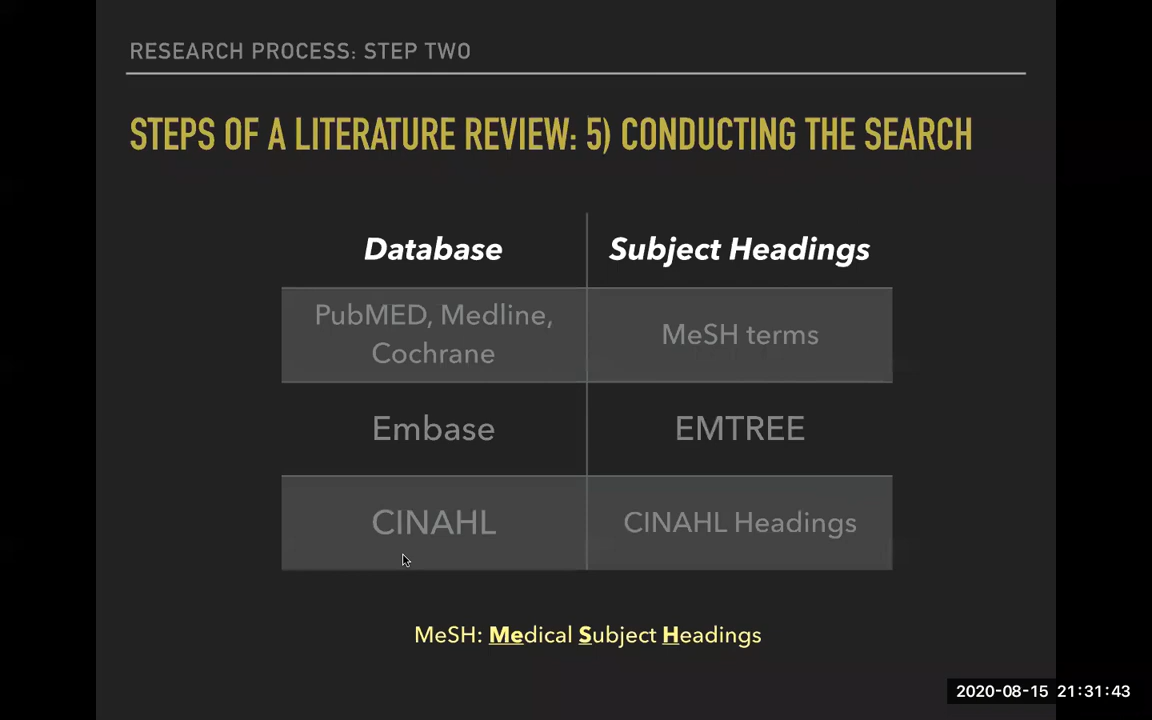 RESEARCH PROCESS: STEP TWO
STEPS OF A LITERATURE REVIEW: 5) CONDUCTING THE SEARCH
Database
Subject Headings
PubMED, Medline,
Cochrane
MeSH terms
Embase
EMTREE
CINAHL
CINAHL Headings
MeSH: Medical Subject Headings
2020-08-15 21:31:43